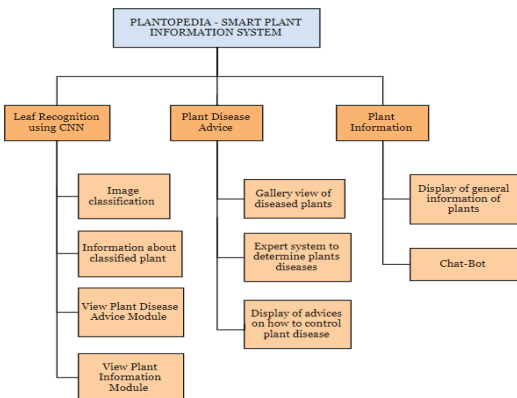 PLANTOPEDIA - SMART PLANT
INFORMATION SYSTEM
Leaf Recognition
using CNN
Image
classification
Information about
classified plant
View Plant Disease
Advice Module
View Plant
Information
Module
Plant Disease
Advice
Gallery view of
diseased plants
Expert system to
determine plants
diseases
Display of advices
on how to control
plant disease
Plant
Information
Display of general
information of
plants
Chat-Bot